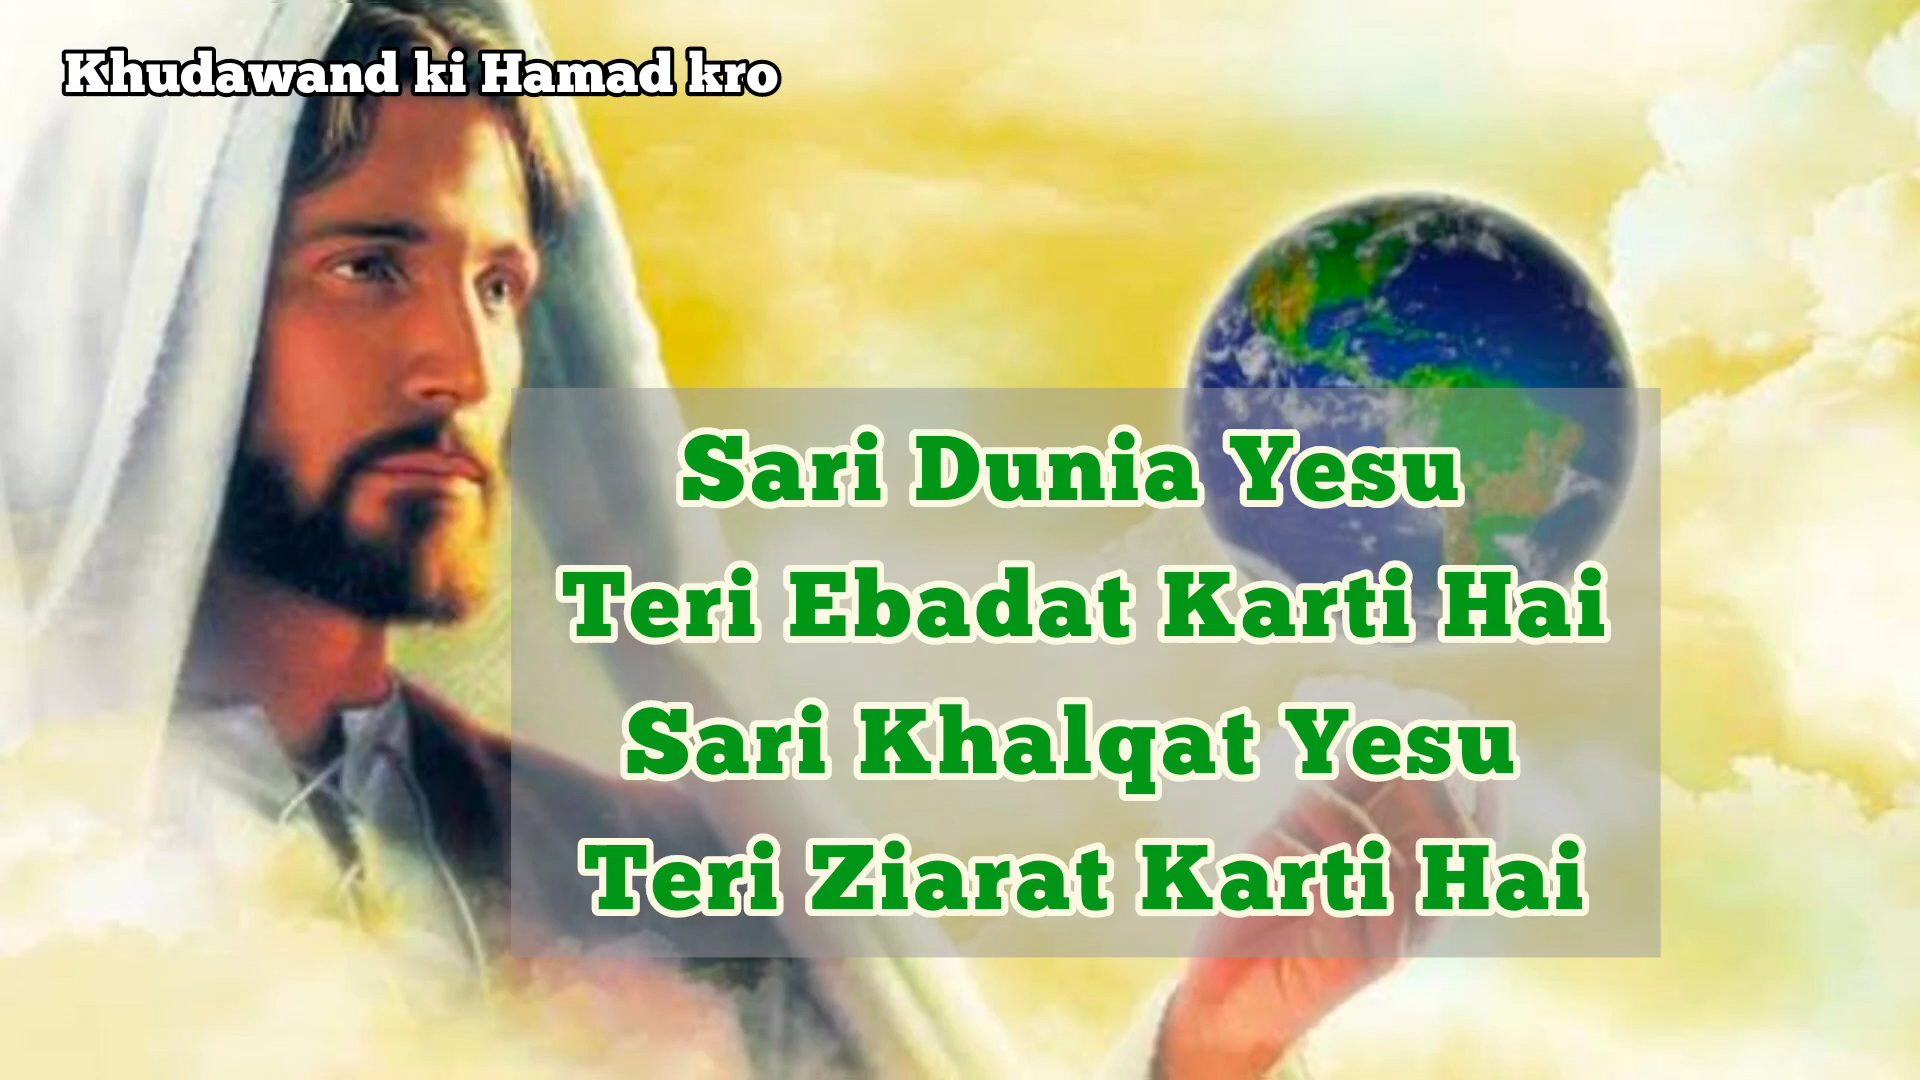 Khudawand ki Hamad kro
Sari Dunia Yesu
Teri Ebadat Karti Hai
Sari Khalqat Yesu
Teri Ziarat Karti Hai